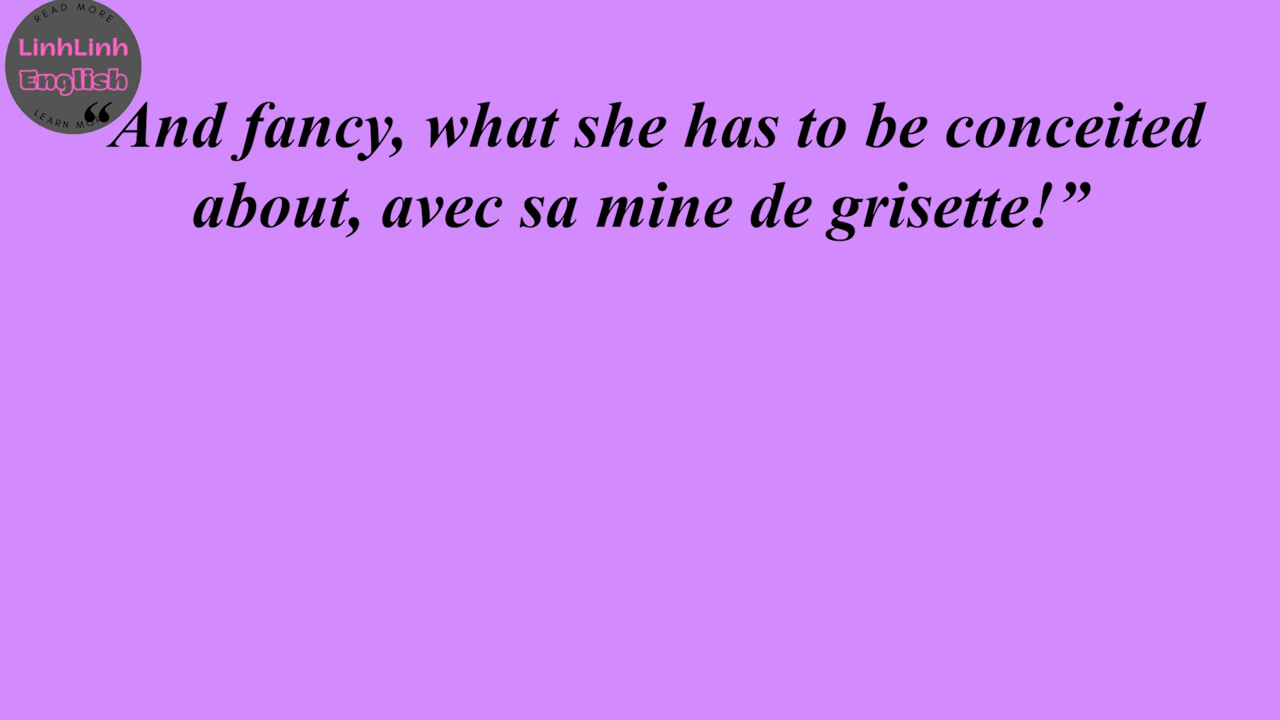 READ MORE
LinhLinh
English
LEARN MO
“And fancy, what she has to be conceited
about, avec sa mine de grisette!”